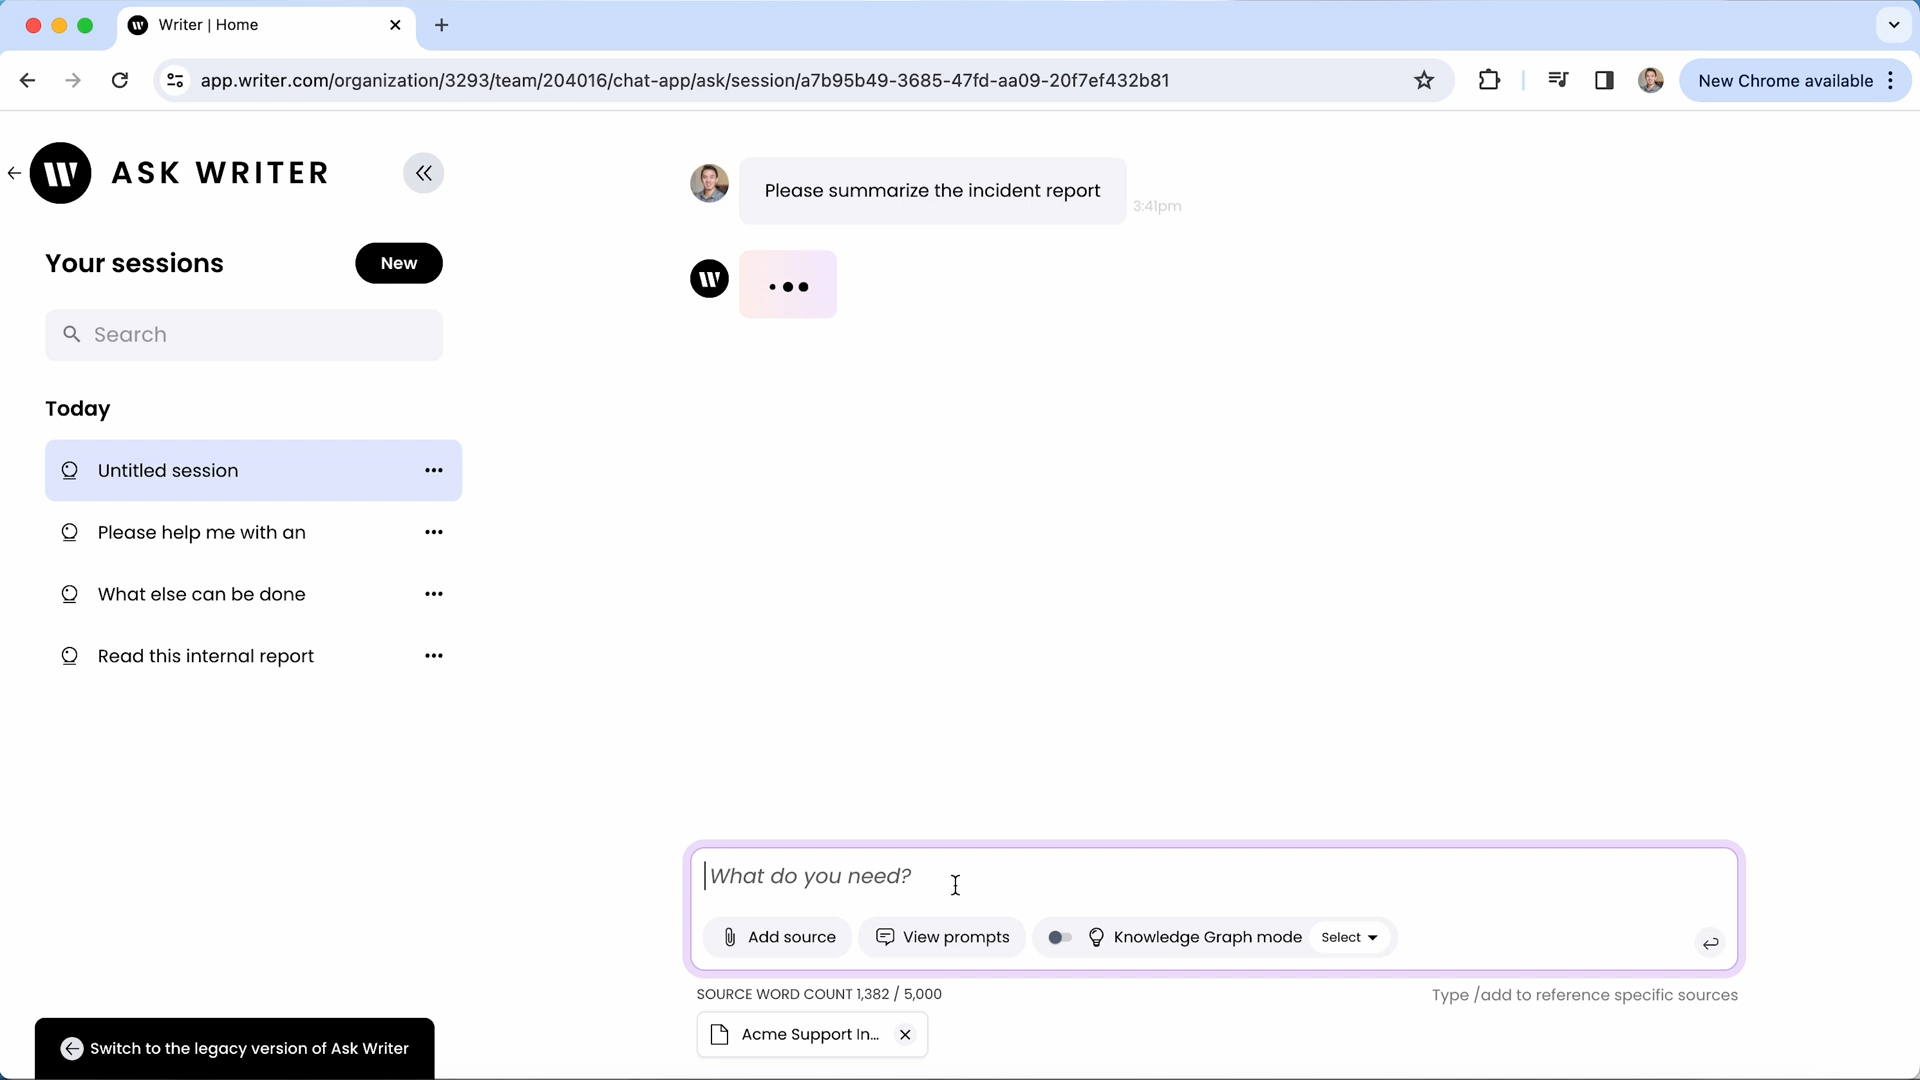 Writer | Home
app.writer.com/organization/3293/team/204016/chat-app/ask/session/a7b95b49-3685-47fd-aa09-20f7ef432b81
New Chrome available
ASK WRITER
Your sessions
New
Search
Today
Untitled session
Please help me with an
What else can be done
Read this internal report
Switch to the legacy version of Ask Writer
Please summarize the incident report
3:41pm
What do you need?
Add source
View prompts
Knowledge Graph mode
Select
SOURCE WORD COUNT 1,382 / 5,000
Type /add to reference specific sources
Acme Support In...